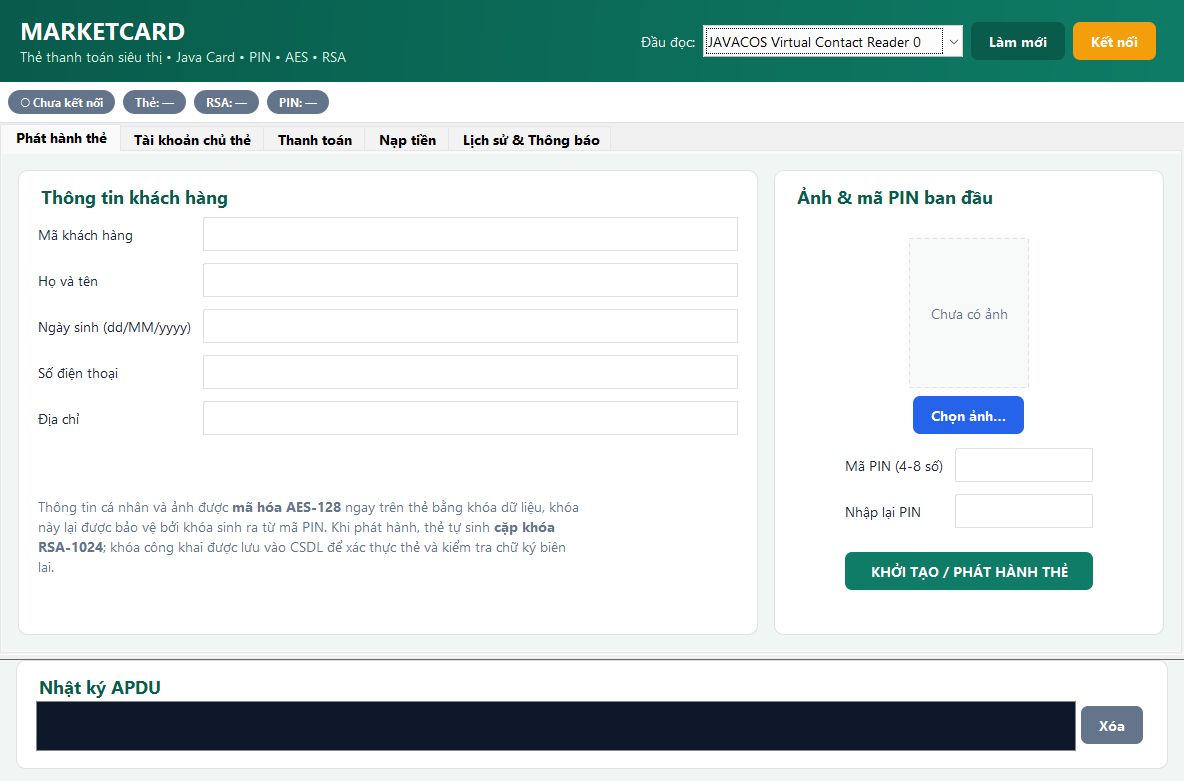 MARKETCARD
Thẻ thanh toán siêu thị • Java Card • PIN • AES • RSA
Đầu đọc: JAVACOS Virtual Contact Reader 0 Làm mới Kết nối
○ Chưa kết nối Thẻ: — RSA: — PIN: —
Phát hành thẻ Tài khoản chủ thẻ Thanh toán Nạp tiền Lịch sử & Thông báo
Thông tin khách hàng
Mã khách hàng
Họ và tên
Ngày sinh (dd/MM/yyyy)
Số điện thoại
Địa chỉ
Thông tin cá nhân và ảnh được mã hóa AES-128 ngay trên thẻ bằng khóa dữ liệu, khóa
này lại được bảo vệ bởi khóa sinh ra từ mã PIN. Khi phát hành, thẻ tự sinh cặp khóa
RSA-1024; khóa công khai được lưu vào CSDL để xác thực thẻ và kiểm tra chữ ký biên
lai.
Ảnh & mã PIN ban đầu
Chưa có ảnh
Chọn ảnh...
Mã PIN (4-8 số)
Nhập lại PIN
KHỞI TẠO / PHÁT HÀNH THẺ
Nhật ký APDU
Xóa